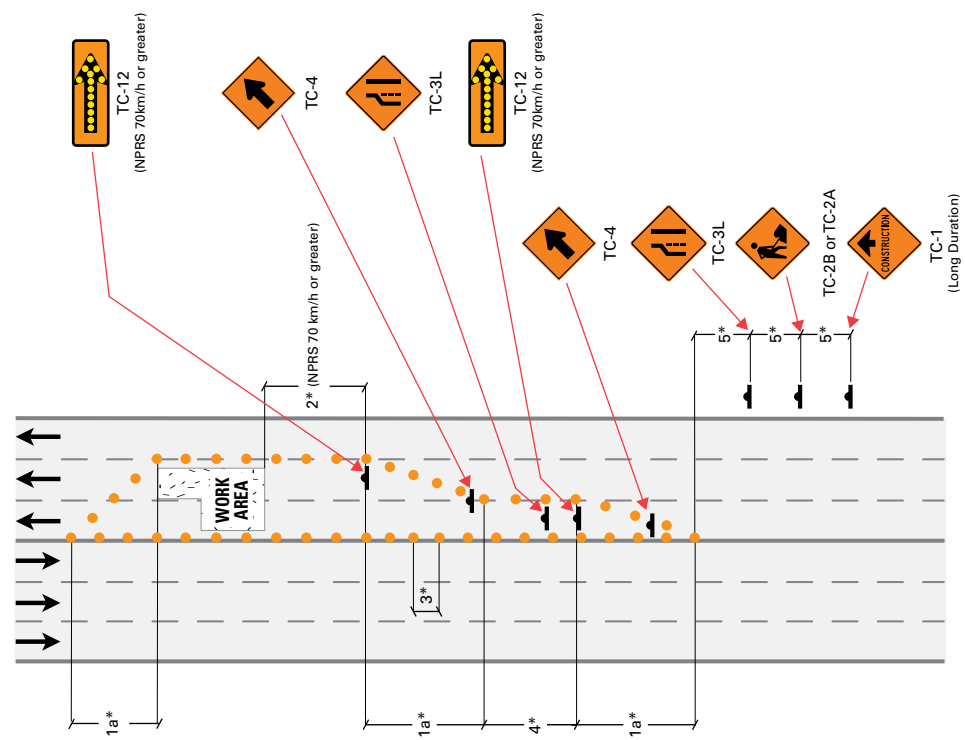 TC-12
(NPRS 70km/h or greater)
TC-4
TC-3L
TC-12
(NPRS 70km/h or greater)
TC-4
TC-3L
TC-2B or TC-2A
CONSTRUCTION
TC-1
(Long Duration)
2* (NPRS 70 km/h or greater)
5*
5*
5*
WORK
AREA
3*
1a*
1a*
4*
1a*